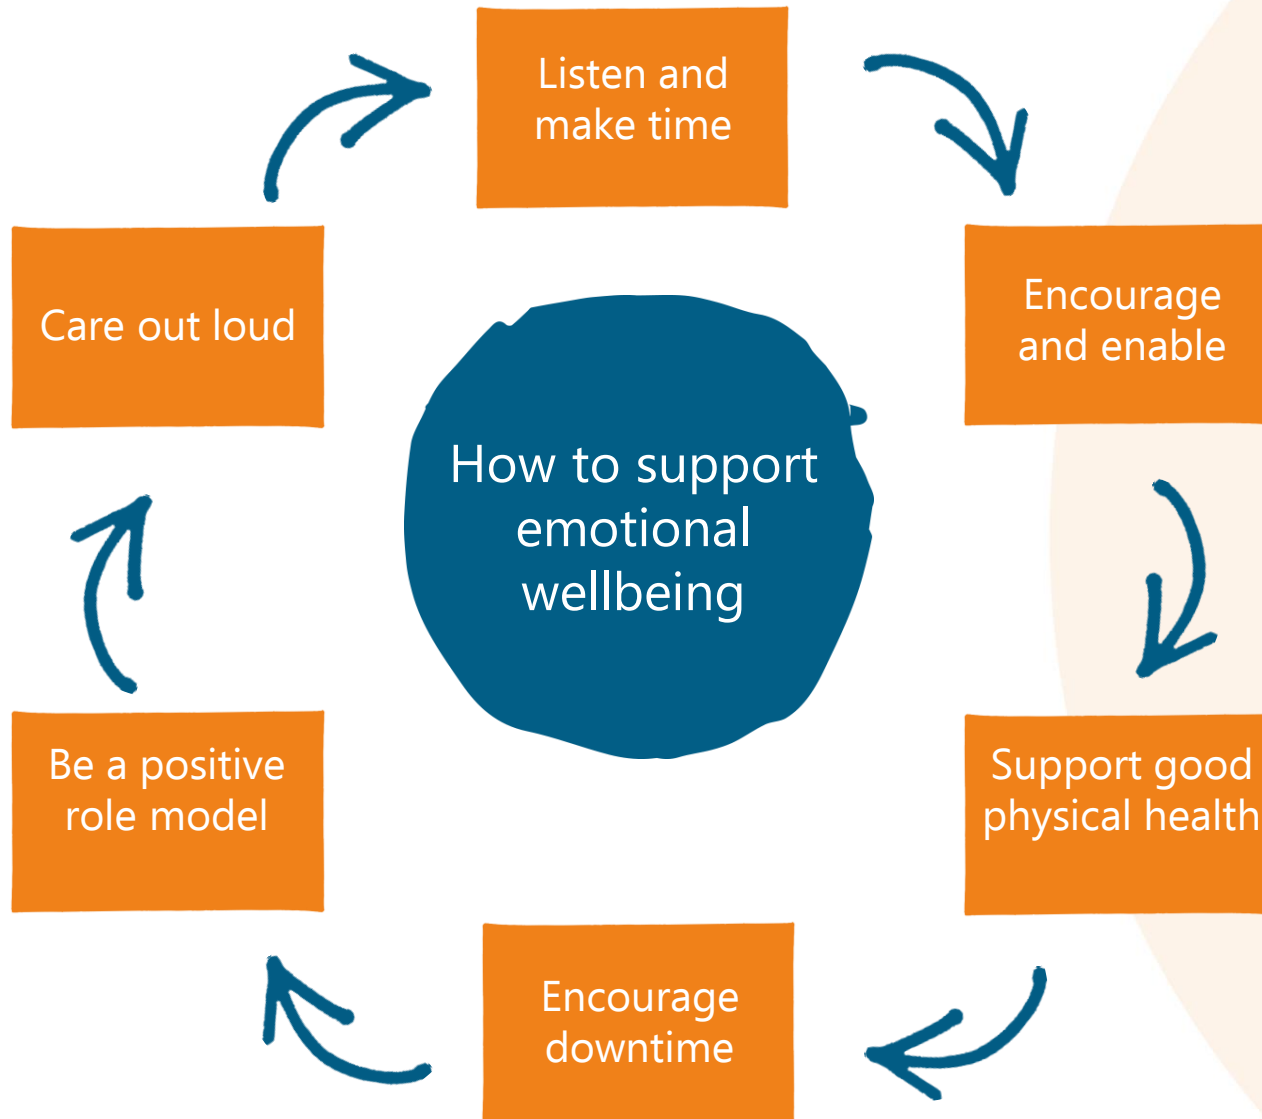 Listen and
make time
Encourage
and enable
Support good
physical health
Encourage
downtime
Be a positive
role model
Care out loud
How to support
emotional
wellbeing